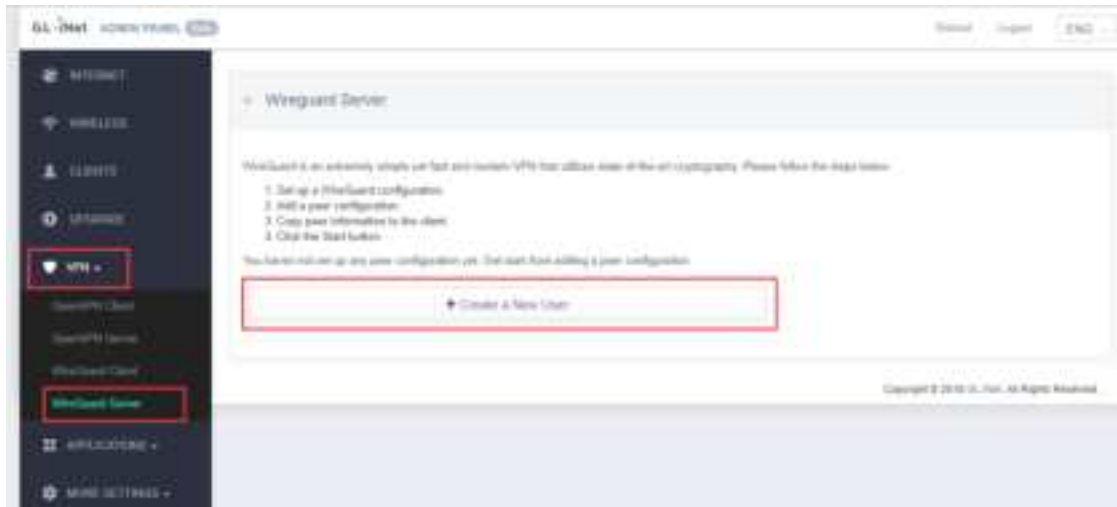 GL·iNet ADMIN PANEL
Reboot Logout ENG
INTERNET
WIRELESS
CLIENTS
UPGRADE
VPN
OpenVPN Client
OpenVPN Server
WireGuard Client
WireGuard Server
APPLICATIONS
MORE SETTINGS
Wireguard Server
WireGuard is an extremely simple yet fast and modern VPN that utilizes state-of-the-art cryptography. Please follow the steps below:
1. Set up a WireGuard configuration
2. Add a peer configuration
3. Copy peer information to the client
4. Click the Start button
You haven not set up any peer configuration yet. Get start from adding a peer configuration.
+ Create a New User
Copyright © 2018 GL.iNet. All Rights Reserved